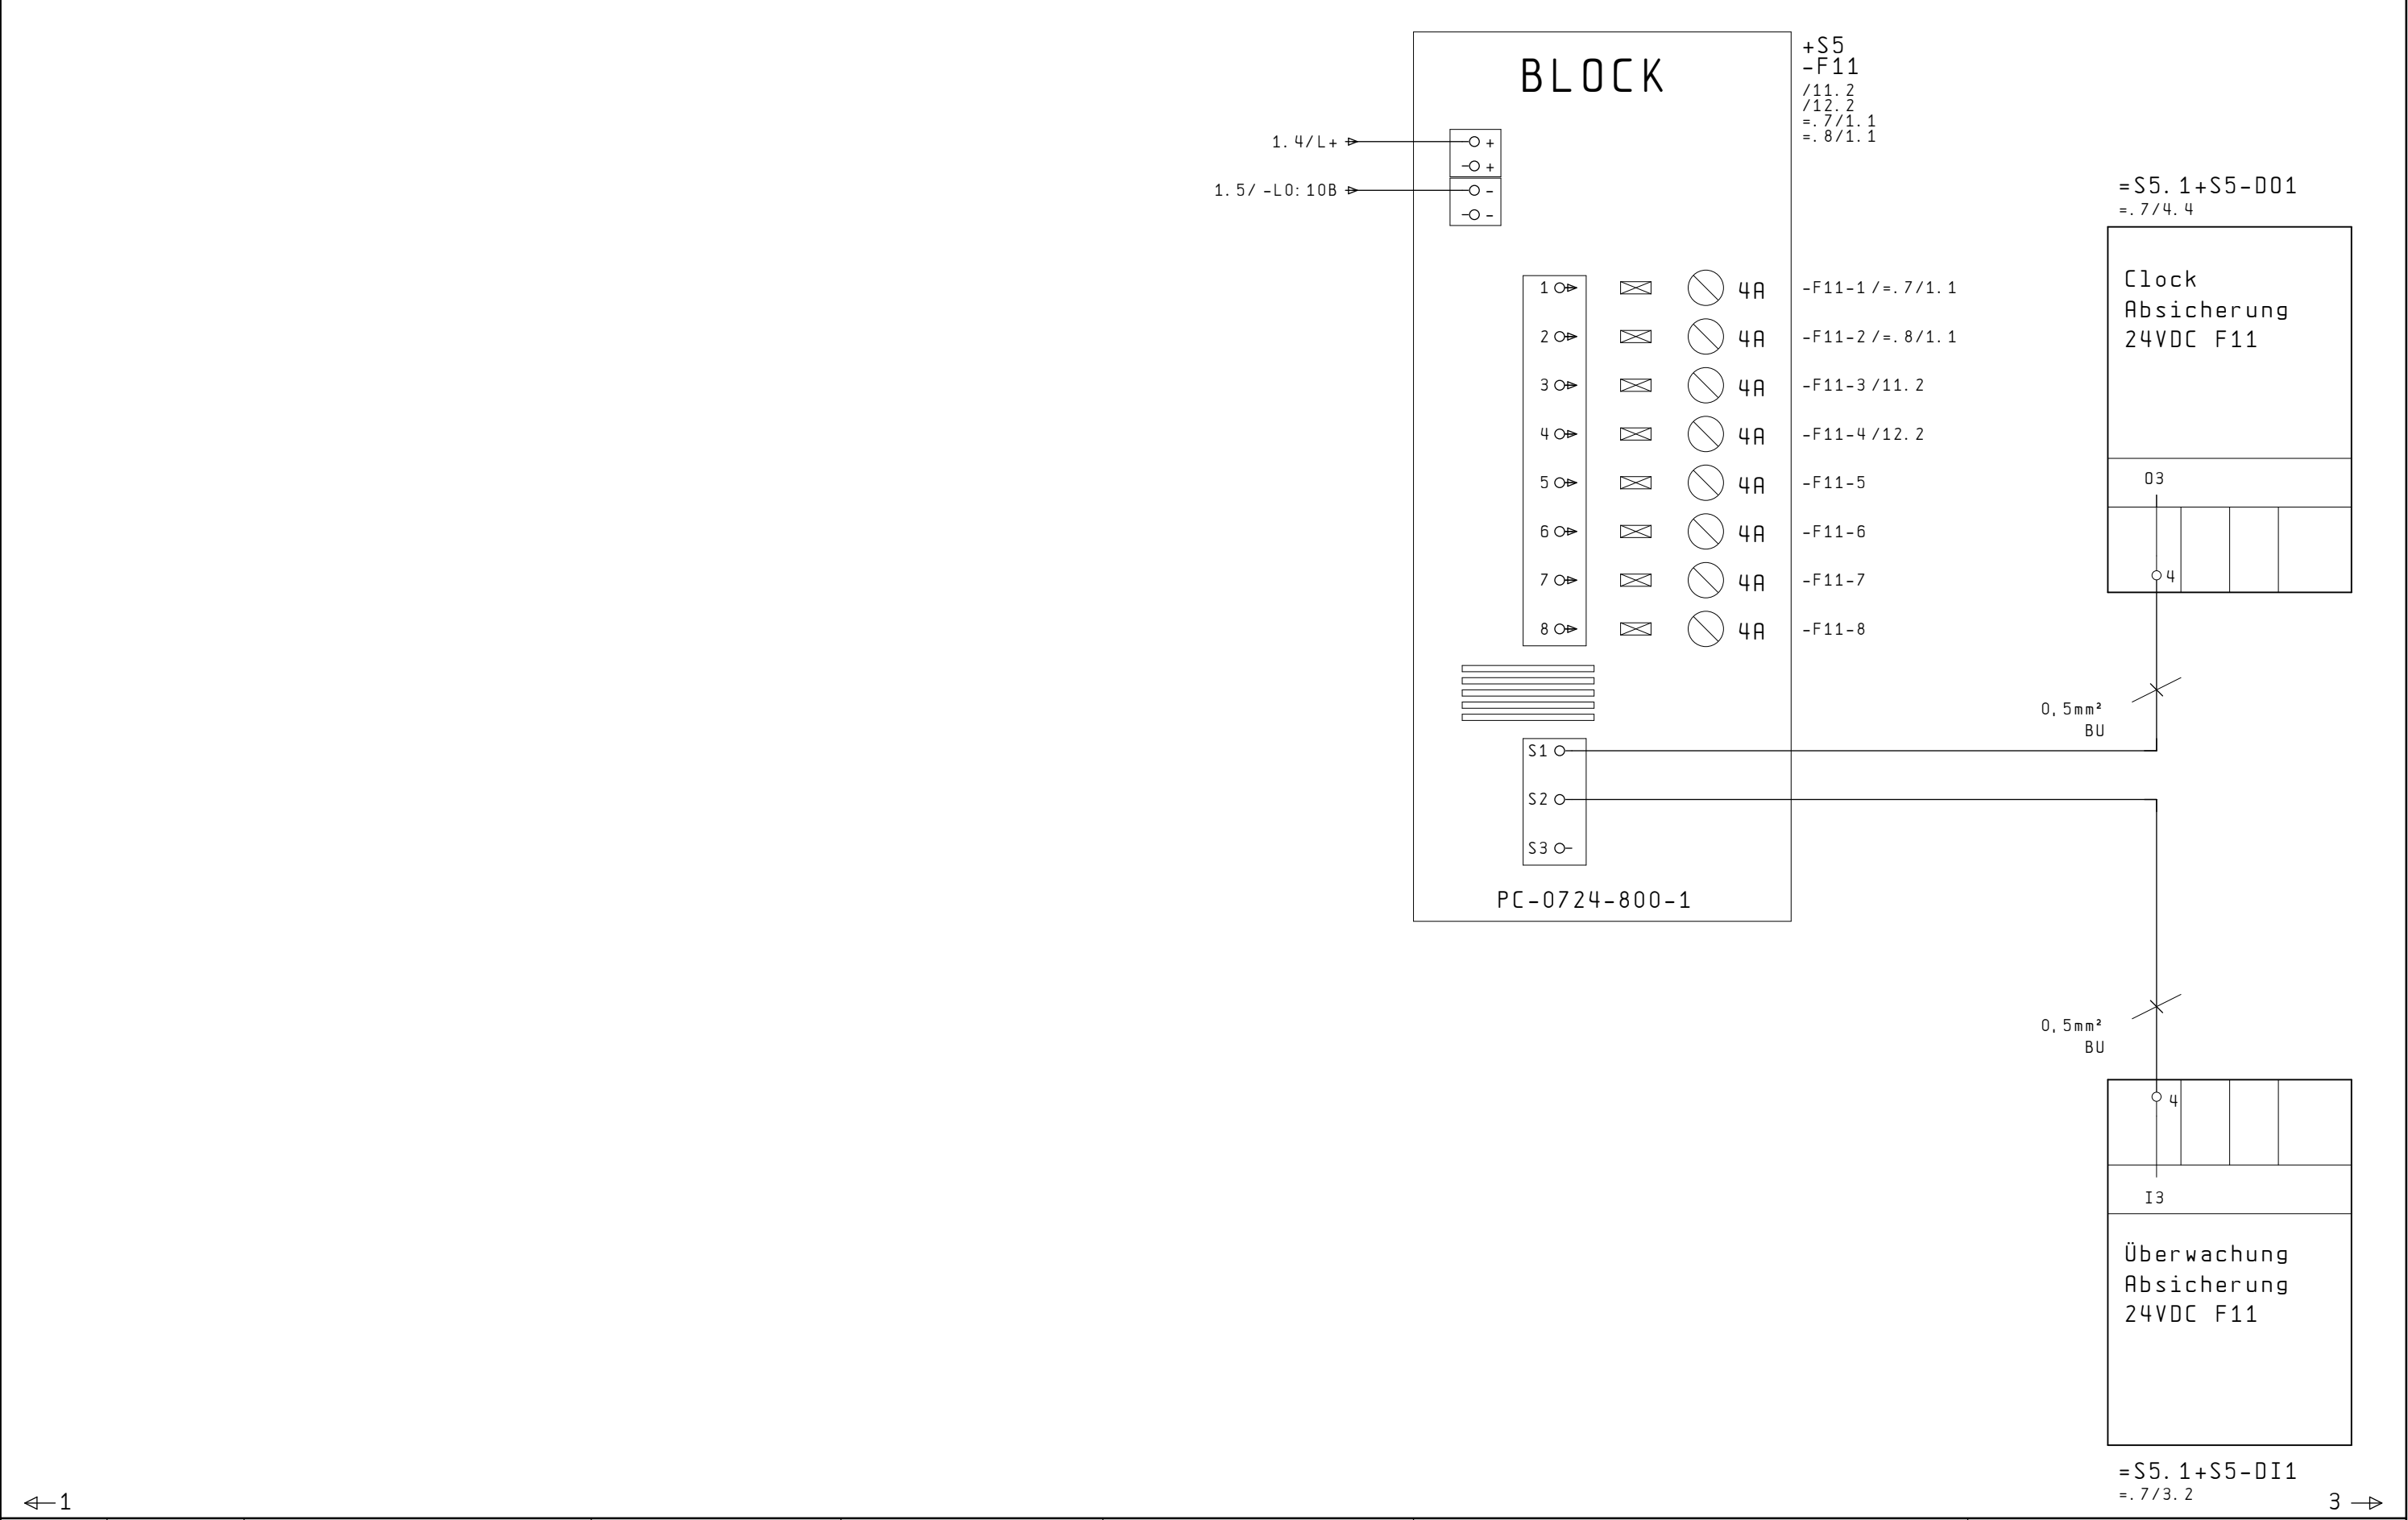 BLOCK
+S5
-F11
/11.2
/12.2
=.7/1.1
=.8/1.1
1.4/L+
+
+
1.5/-L0:10B
-
-
1 4A -F11-1/=.7/1.1
2 4A -F11-2/=.8/1.1
3 4A -F11-3/11.2
4 4A -F11-4/12.2
5 4A -F11-5
6 4A -F11-6
7 4A -F11-7
8 4A -F11-8
S1
S2
S3
PC-0724-800-1
=S5.1+S5-DO1
=.7/4.4
Clock
Absicherung
24VDC F11
O3
4
0,5mm²
BU
0,5mm²
BU
4
I3
Überwachung
Absicherung
24VDC F11
=S5.1+S5-DI1
=.7/3.2
1
3